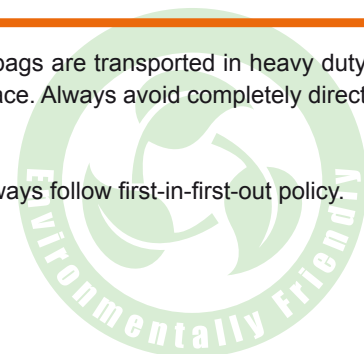 bags are transported in heavy duty
ace. Always avoid completely direct
ways follow first-in-first-out policy.
Environmentally Friendly